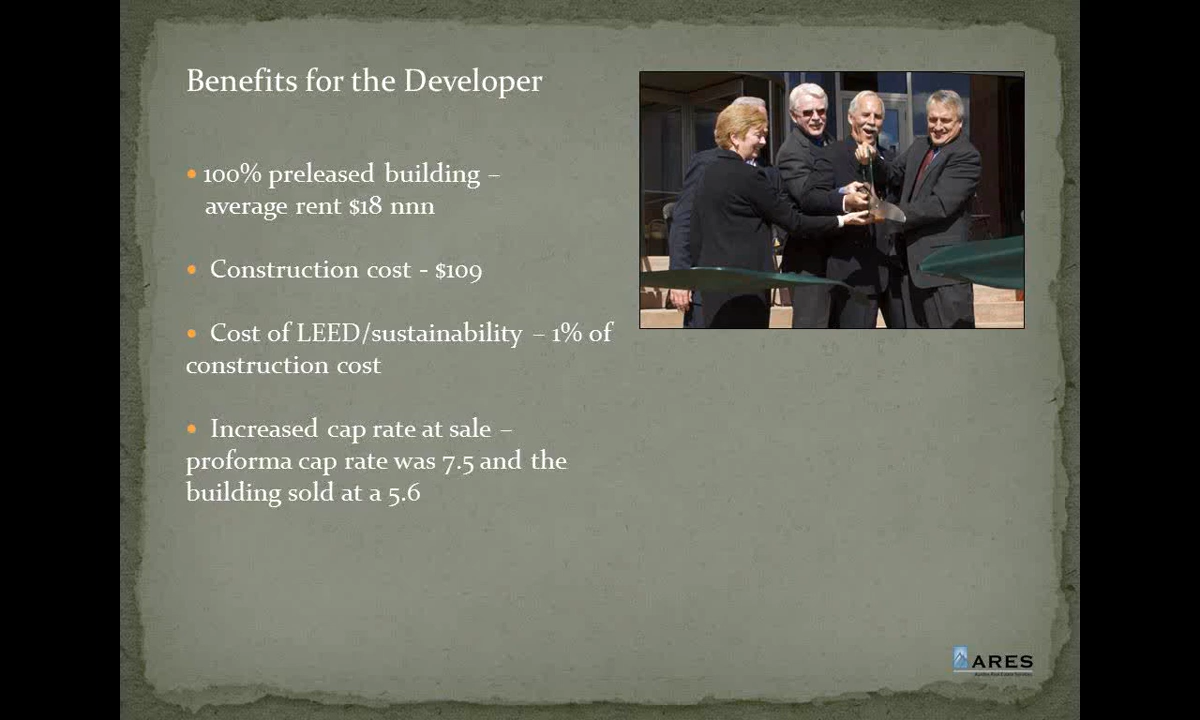 Benefits for the Developer
• 100% preleased building –
average rent $18 nnn
• Construction cost - $109
• Cost of LEED/sustainability – 1% of
construction cost
• Increased cap rate at sale –
proforma cap rate was 7.5 and the
building sold at a 5.6
ARES